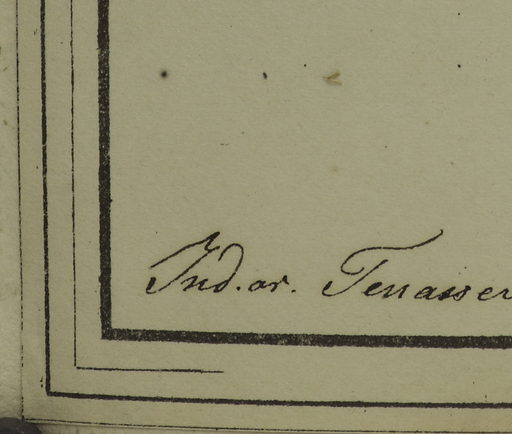 Ind. or. Tenasser